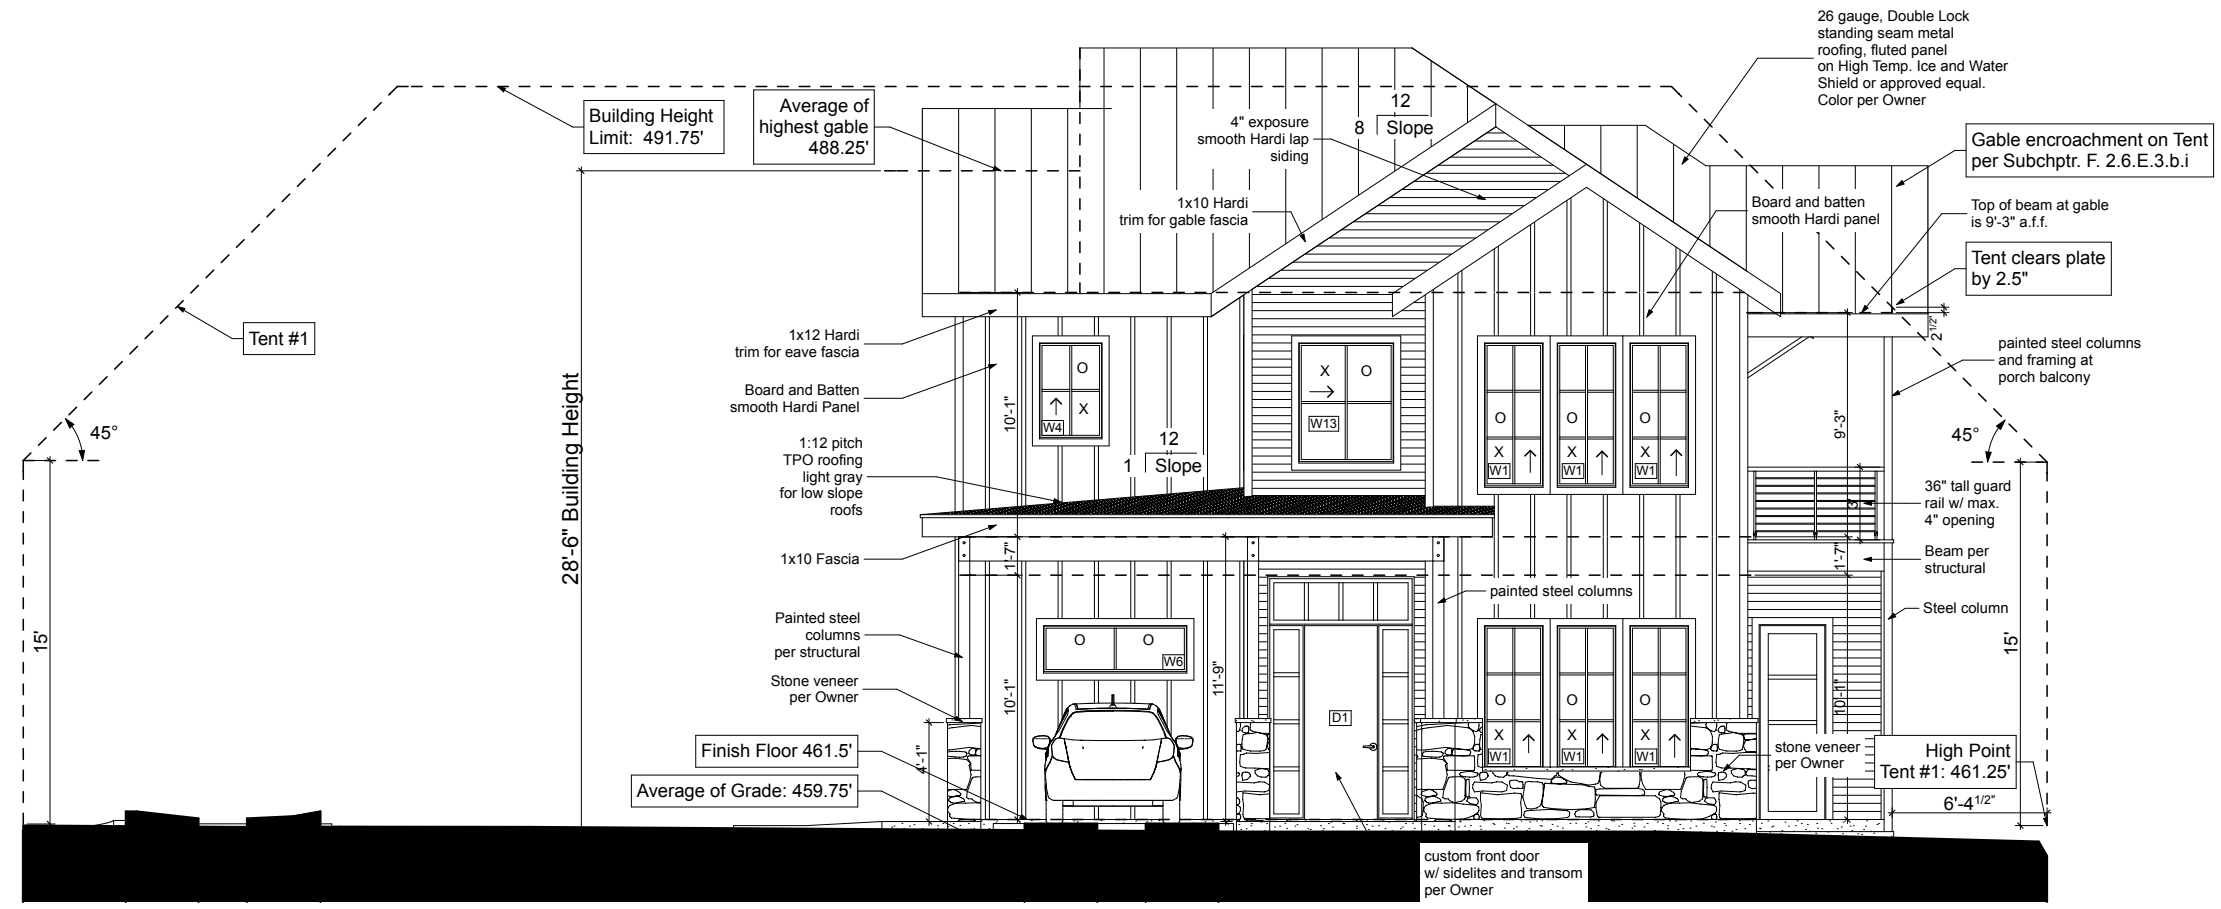 26 gauge, Double Lock
standing seam metal
roofing, fluted panel
on High Temp. Ice and Water
Shield or approved equal.
Color per Owner
Building Height
Limit: 491.75'
Average of
highest gable
488.25'
12
8
Slope
4" exposure
smooth Hardi lap
siding
Gable encroachment on Tent
per Subchptr. F. 2.6.E.3.b.i
1x10 Hardi
trim for gable fascia
Board and batten
smooth Hardi panel
Top of beam at gable
is 9'-3" a.f.f.
Tent clears plate
by 2.5"
2 1/2"
Tent #1
1x12 Hardi
trim for eave fascia
painted steel columns
and framing at
porch balcony
Board and Batten
smooth Hardi Panel
28'-6" Building Height
10'-1"
O
X
W4
X
O
W13
O
X
W1
O
X
W1
O
X
W1
9'-3"
45°
45°
1:12 pitch
TPO roofing
light gray
for low slope
roofs
12
1
Slope
36" tall guard
rail w/ max.
4" opening
3'
1x10 Fascia
1'-7"
1'-7"
Beam per
structural
painted steel columns
Steel column
Painted steel
columns
per structural
15'
15'
O
O
W6
11'-9"
10'-1"
10'-1"
Stone veneer
per Owner
D1
O
X
W1
O
X
W1
O
X
W1
4'-1"
Finish Floor 461.5'
stone veneer
per Owner
High Point
Tent #1: 461.25'
Average of Grade: 459.75'
6'-4 1/2"
custom front door
w/ sidelites and transom
per Owner